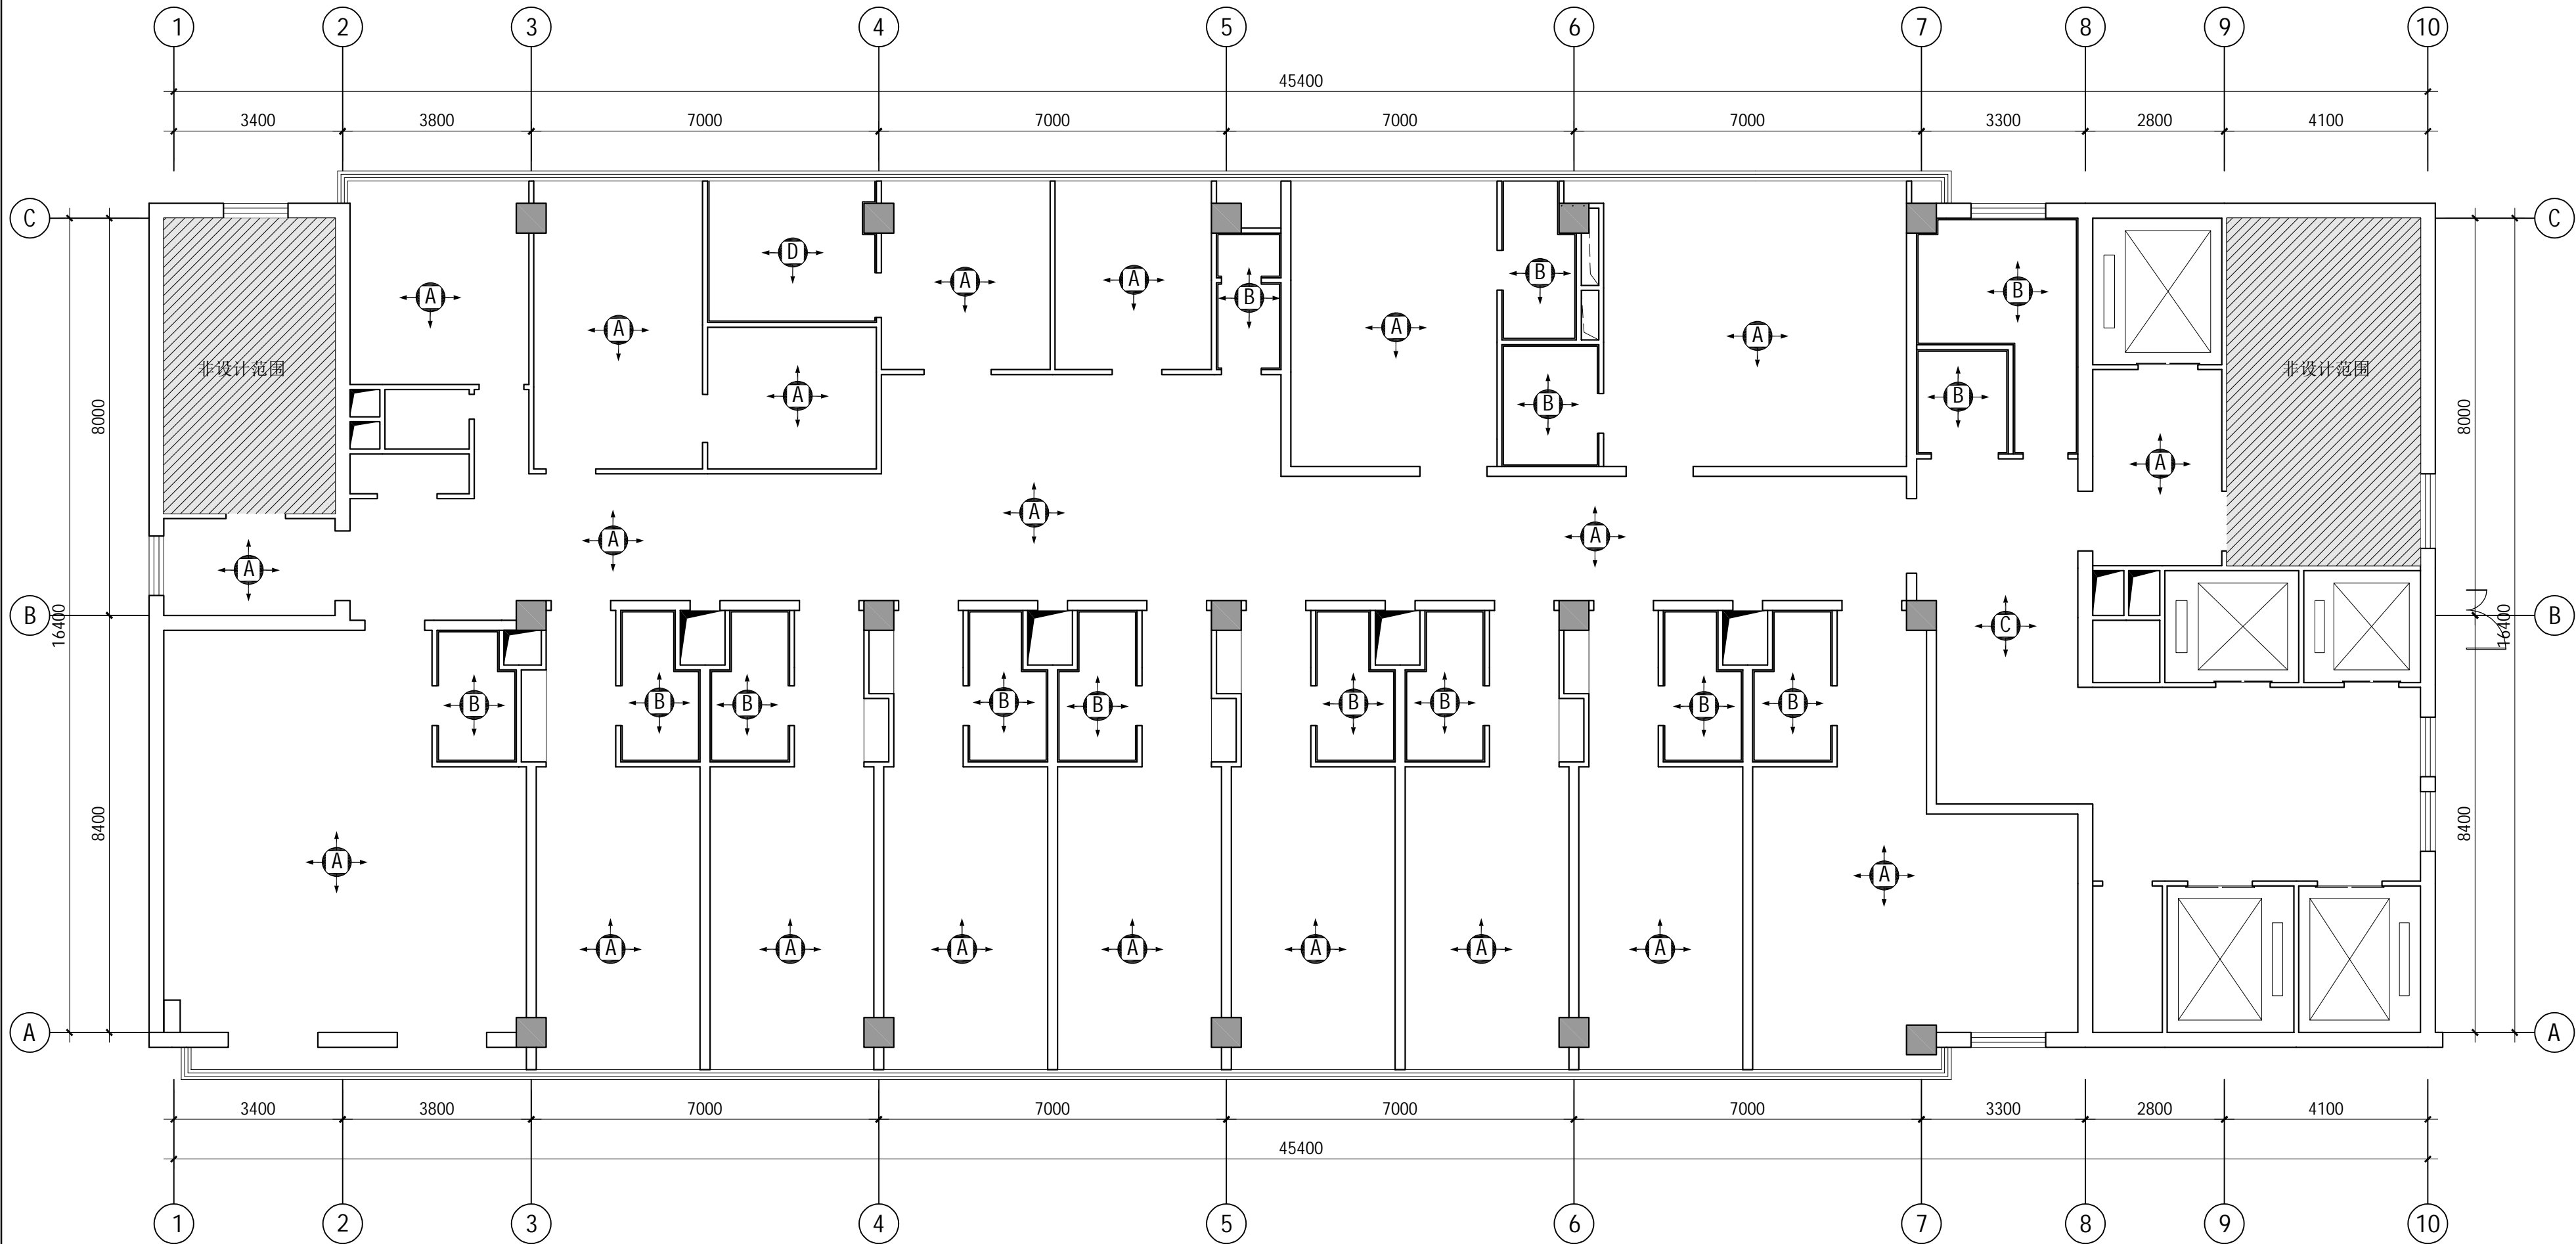 1 2 3 4 5 6 7 8 9 10
45400
3400 3800 7000 7000 7000 7000 3300 2800 4100
C C
D
A A A
B B B
A
A A A
非设计范围 非设计范围
A B B
8000 8000
A
A
A A
A
B 16400 16400 B
C
B B B B B B B B B
8400 8400
A A
A A A A A A A
A A
3400 3800 7000 7000 7000 7000 3300 2800 4100
45400
1 2 3 4 5 6 7 8 9 10